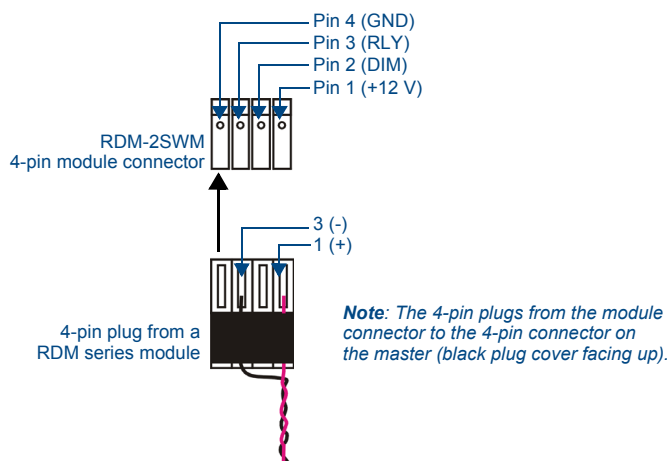 Pin 4 (GND)
Pin 3 (RLY)
Pin 2 (DIM)
Pin 1 (+12 V)
RDM-2SWM
4-pin module connector
3 (-)
1 (+)
4-pin plug from a
RDM series module
Note: The 4-pin plugs from the module
connector to the 4-pin connector on
the master (black plug cover facing up).